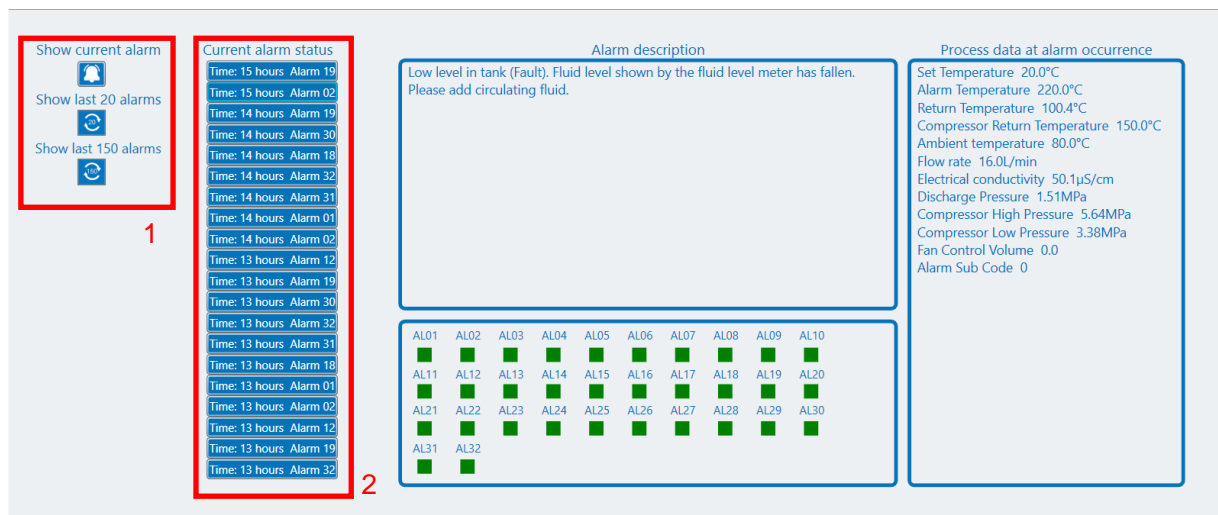 Show current alarm
Show last 20 alarms
20
Show last 150 alarms
150
1
Current alarm status
Time: 15 hours Alarm 19
Time: 15 hours Alarm 02
Time: 14 hours Alarm 19
Time: 14 hours Alarm 30
Time: 14 hours Alarm 18
Time: 14 hours Alarm 32
Time: 14 hours Alarm 31
Time: 14 hours Alarm 01
Time: 14 hours Alarm 02
Time: 13 hours Alarm 12
Time: 13 hours Alarm 19
Time: 13 hours Alarm 30
Time: 13 hours Alarm 32
Time: 13 hours Alarm 31
Time: 13 hours Alarm 18
Time: 13 hours Alarm 01
Time: 13 hours Alarm 02
Time: 13 hours Alarm 12
Time: 13 hours Alarm 19
Time: 13 hours Alarm 32
2
Alarm description
Low level in tank (Fault). Fluid level shown by the fluid level meter has fallen.
Please add circulating fluid.
AL01 AL02 AL03 AL04 AL05 AL06 AL07 AL08 AL09 AL10
AL11 AL12 AL13 AL14 AL15 AL16 AL17 AL18 AL19 AL20
AL21 AL22 AL23 AL24 AL25 AL26 AL27 AL28 AL29 AL30
AL31 AL32
Process data at alarm occurrence
Set Temperature 20.0°C
Alarm Temperature 220.0°C
Return Temperature 100.4°C
Compressor Return Temperature 150.0°C
Ambient temperature 80.0°C
Flow rate 16.0L/min
Electrical conductivity 50.1µS/cm
Discharge Pressure 1.51MPa
Compressor High Pressure 5.64MPa
Compressor Low Pressure 3.38MPa
Fan Control Volume 0.0
Alarm Sub Code 0